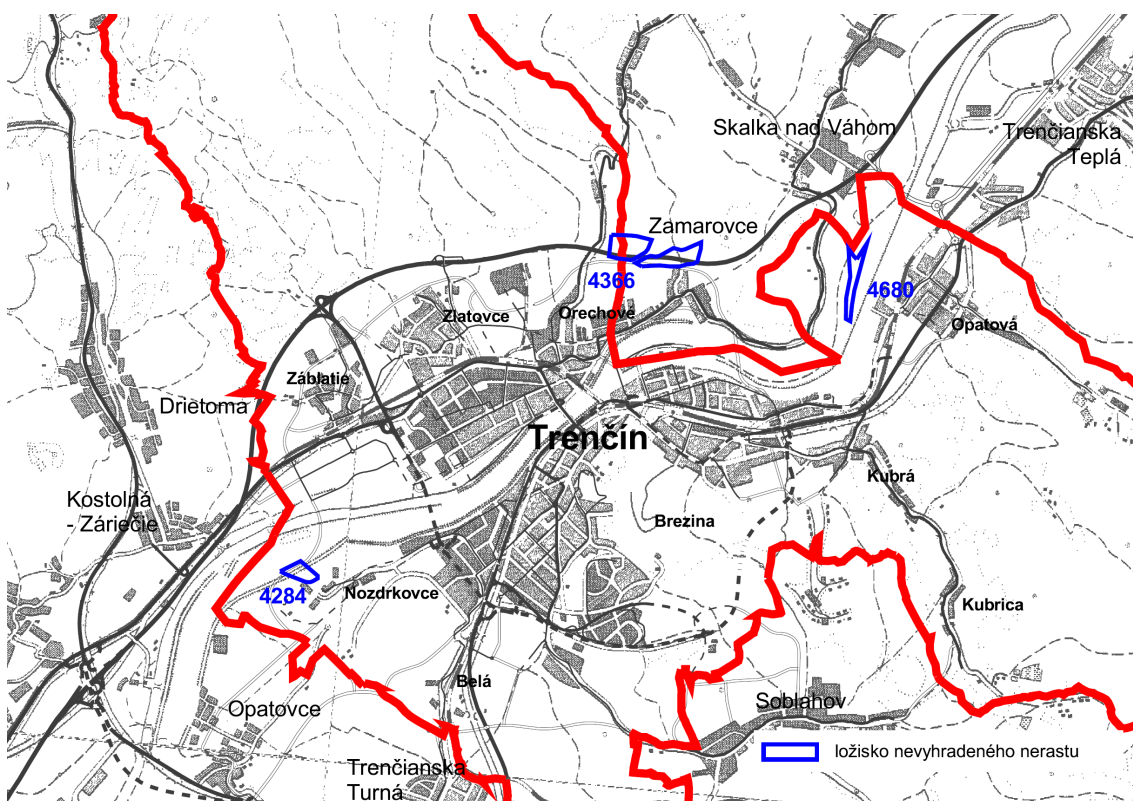 Skalka nad Váhom
Trenčianska
Teplá
Zamarovce
4366
4680
Zlatovce
Orechové
Opatová
Záblatie
Drietoma
Trenčín
Kubrá
Kostolná
- Záriečie
Brezina
4284
Nozdrkovce
Kubrica
Belá
Soblahov
Opatovce
ložisko nevyhradeného nerastu
Trenčianska
Turná